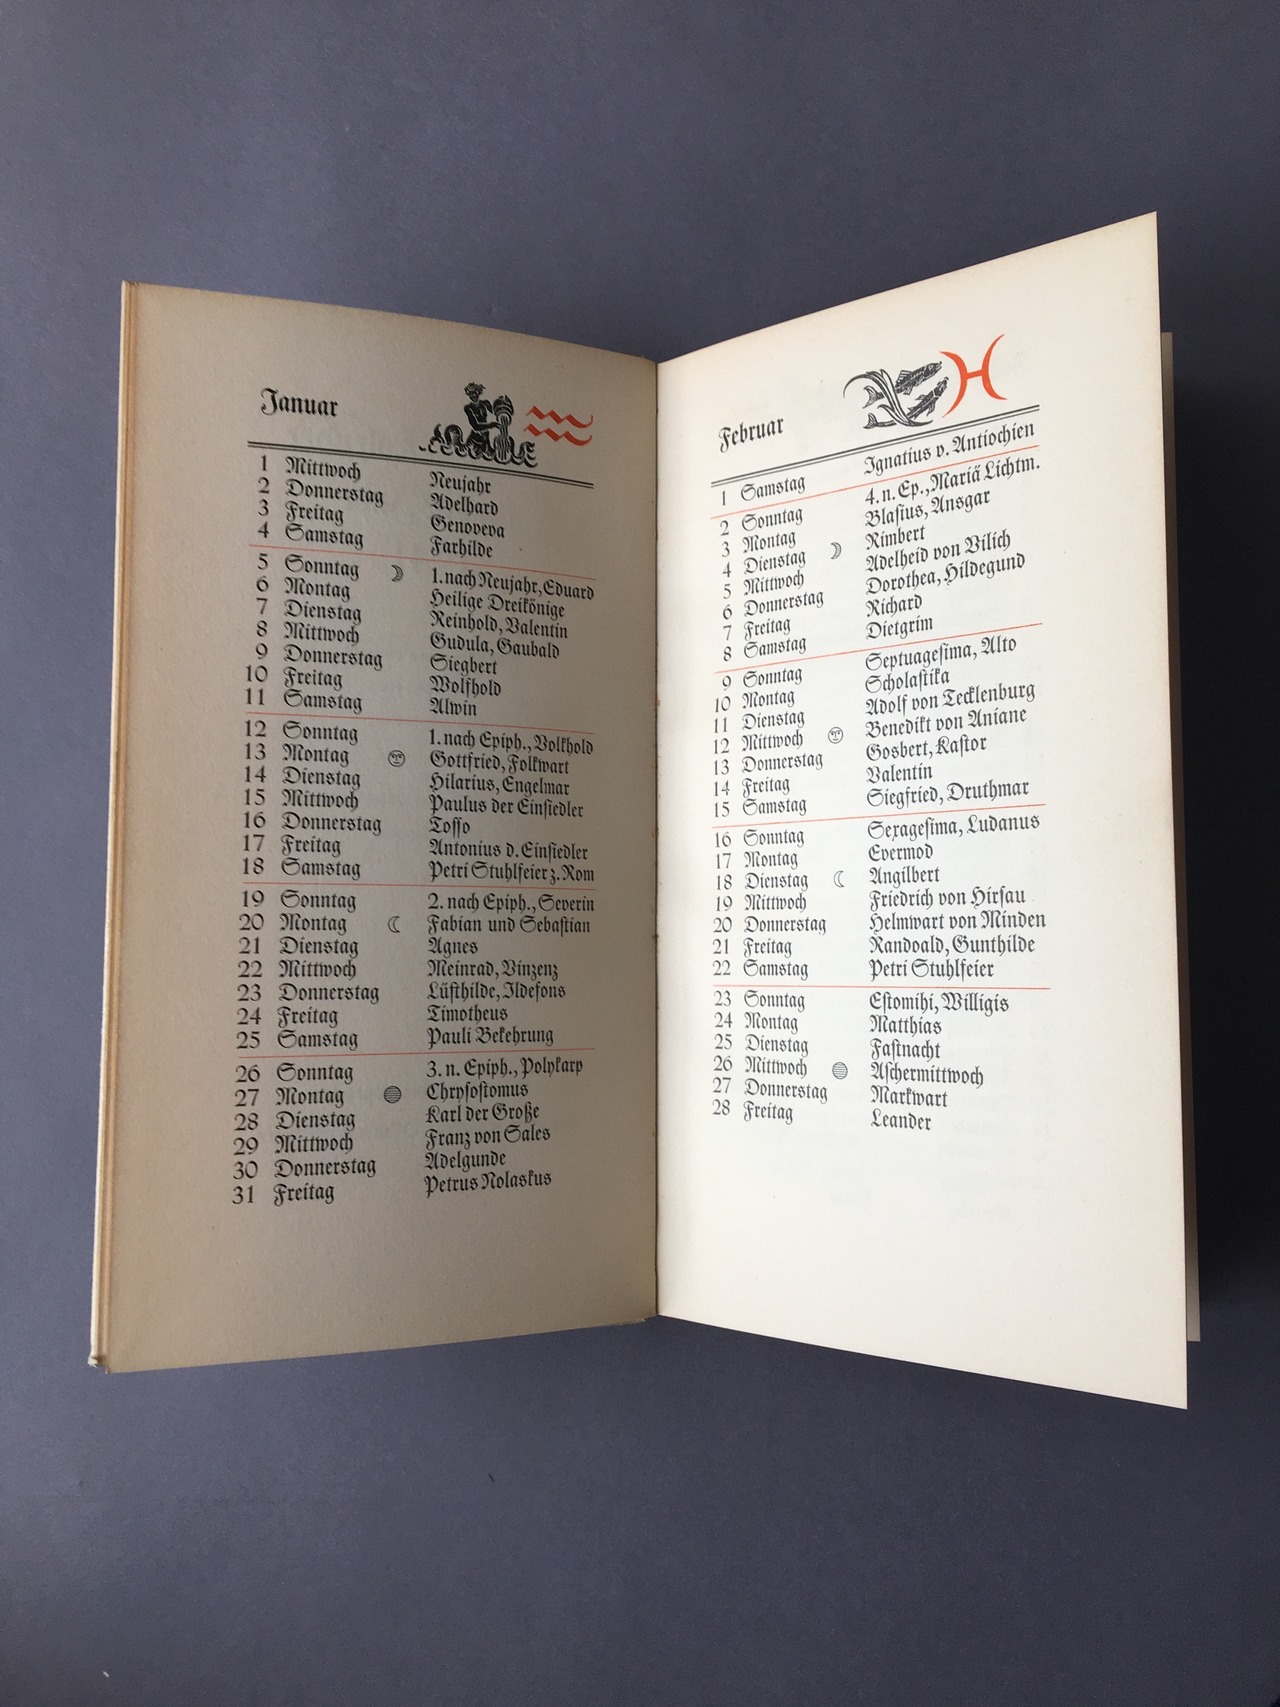 Januar
1 Mittwoch Neujahr
2 Donnerstag Adelhard
3 Freitag Genoveva
4 Samstag Farhilde
5 Sonntag ☽ 1. nach Neujahr, Eduard
6 Montag Heilige Dreikönige
7 Dienstag Reinhold, Valentin
8 Mittwoch Gudula, Gaubald
9 Donnerstag Siegbert
10 Freitag Wolfhold
11 Samstag Alwin
12 Sonntag 1. nach Epiph., Volkhold
13 Montag Gottfried, Folkwart
14 Dienstag Hilarius, Engelmar
15 Mittwoch Paulus der Einsiedler
16 Donnerstag Tosso
17 Freitag Antonius d. Einsiedler
18 Samstag Petri Stuhlfeier z. Rom
19 Sonntag 2. nach Epiph., Severin
20 Montag ☾ Fabian und Sebastian
21 Dienstag Agnes
22 Mittwoch Meinrad, Vinzenz
23 Donnerstag Lüfthilde, Ildefons
24 Freitag Timotheus
25 Samstag Pauli Bekehrung
26 Sonntag 3. n. Epiph., Polykarp
27 Montag Chrysostomus
28 Dienstag Karl der Große
29 Mittwoch Franz von Sales
30 Donnerstag Adelgunde
31 Freitag Petrus Nolaskus
Februar
1 Samstag Ignatius v. Antiochien
2 Sonntag 4. n. Ep., Mariä Lichtm.
3 Montag Blasius, Ansgar
4 Dienstag ☽ Rimbert
5 Mittwoch Adelheid von Vilich
6 Donnerstag Dorothea, Hildegund
7 Freitag Richard
8 Samstag Dietgrim
9 Sonntag Septuagesima, Alto
10 Montag Scholastika
11 Dienstag Adolf von Tecklenburg
12 Mittwoch Benedikt von Aniane
13 Donnerstag Gosbert, Kastor
14 Freitag Valentin
15 Samstag Siegfried, Druthmar
16 Sonntag Sexagesima, Ludanus
17 Montag Evermod
18 Dienstag ☾ Angilbert
19 Mittwoch Friedrich von Hirsau
20 Donnerstag Helmwart von Minden
21 Freitag Randoald, Gunthilde
22 Samstag Petri Stuhlfeier
23 Sonntag Estomihi, Willigis
24 Montag Matthias
25 Dienstag Fastnacht
26 Mittwoch Aschermittwoch
27 Donnerstag Markwart
28 Freitag Leander